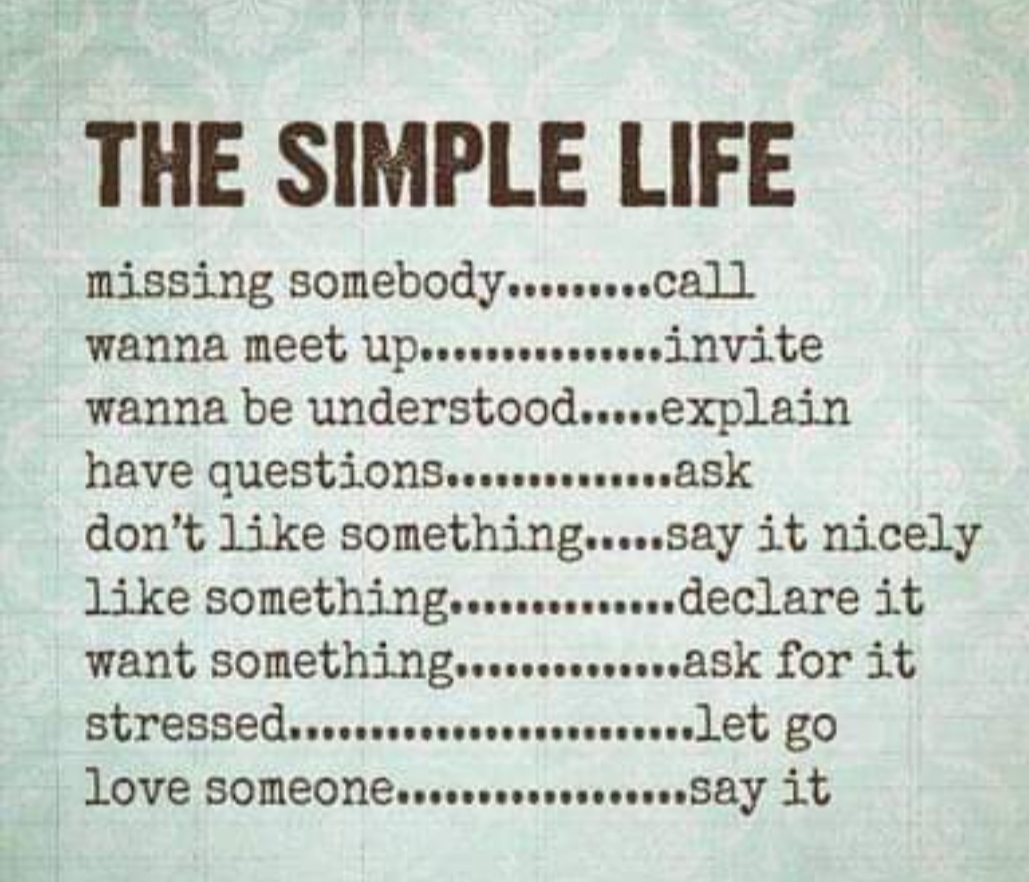 THE SIMPLE LIFE
missing somebody.........call
wanna meet up...............invite
wanna be understood.....explain
have questions..............ask
don't like something.....say it nicely
like something..............declare it
want something..............ask for it
stressed.........................let go
love someone..................say it